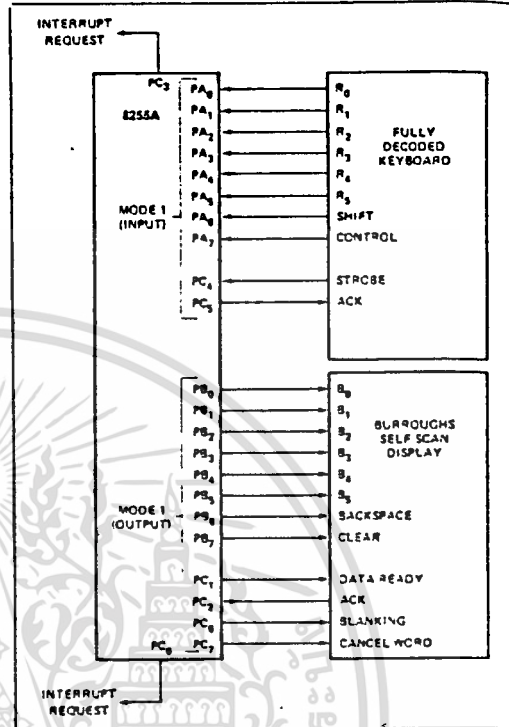 INTERRUPT
REQUEST
PC3
8255A
MODE 1
(INPUT)
PA0 R0
PA1 R1
PA2 R2
PA3 R3
PA4 R4
PA5 R5
PA6 SHIFT
PA7 CONTROL
PC4 STROBE
PC5 ACK
FULLY
DECODED
KEYBOARD
MODE 1
(OUTPUT)
PB0 B0
PB1 B1
PB2 B2
PB3 B3
PB4 B4
PB5 B5
PB6 BACKSPACE
PB7 CLEAR
PC1 DATA READY
PC2 ACK
PC6 BLANKING
PC7 CANCEL WORD
BURROUGHS
SELF SCAN
DISPLAY
PC0
INTERRUPT
REQUEST